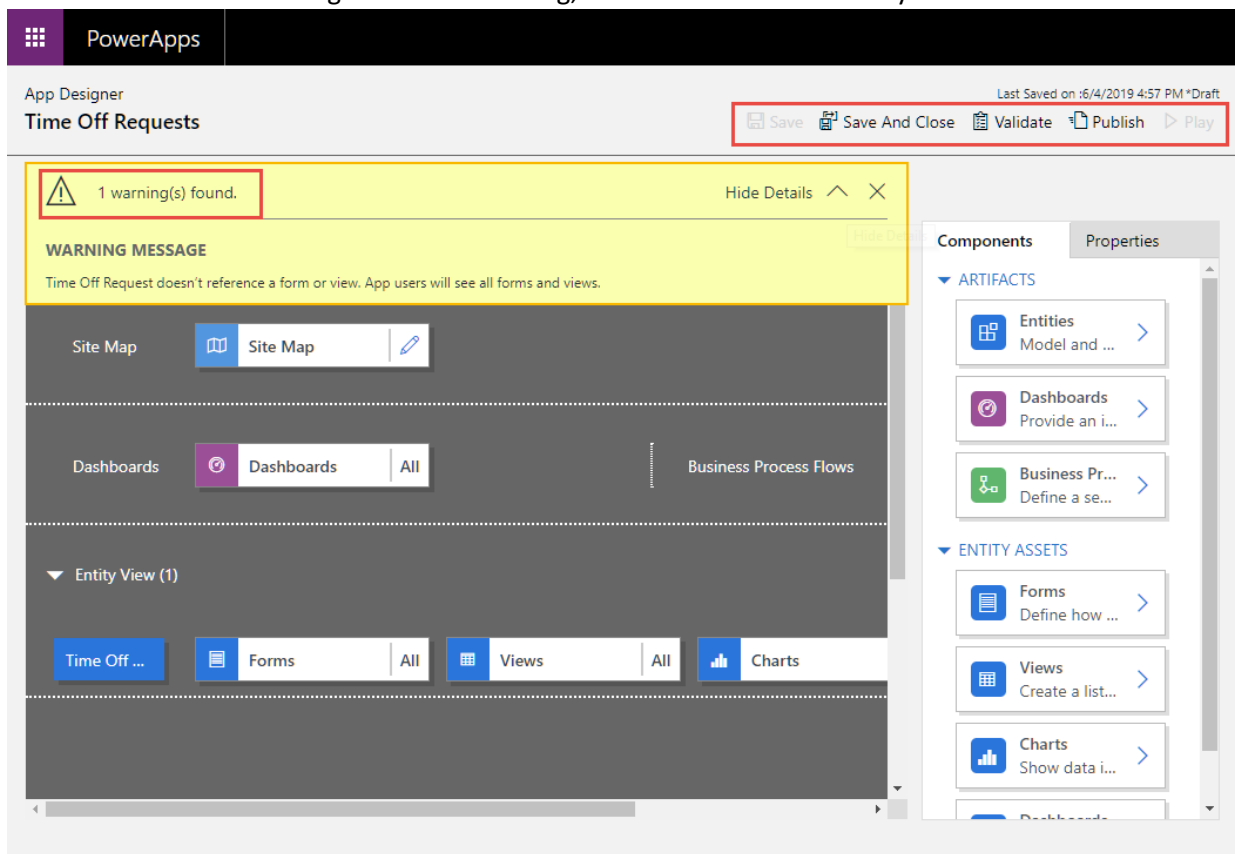 PowerApps
App Designer
Last Saved on :6/4/2019 4:57 PM *Draft
Time Off Requests
Save Save And Close Validate Publish Play
1 warning(s) found.
Hide Details
Hide Details
WARNING MESSAGE
Time Off Request doesn't reference a form or view. App users will see all forms and views.
Site Map Site Map
Dashboards Dashboards All Business Process Flows
Entity View (1)
Time Off ... Forms All Views All Charts
Components Properties
ARTIFACTS
Entities
Model and ...
Dashboards
Provide an i...
Business Pr...
Define a se...
ENTITY ASSETS
Forms
Define how ...
Views
Create a list...
Charts
Show data i...